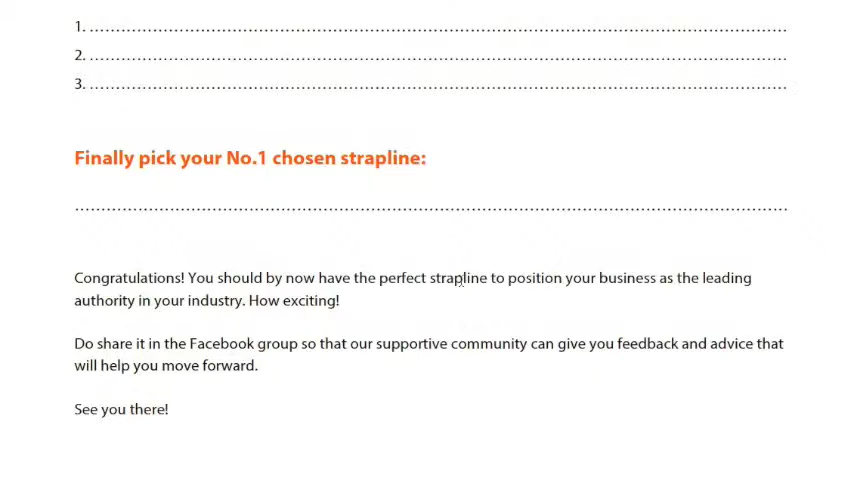 1. ……………………………………………………………………………………………………………………
2. ……………………………………………………………………………………………………………………
3. ……………………………………………………………………………………………………………………
Finally pick your No.1 chosen strapline:
………………………………………………………………………………………………………………………
Congratulations! You should by now have the perfect strapline to position your business as the leading
authority in your industry. How exciting!
Do share it in the Facebook group so that our supportive community can give you feedback and advice that
will help you move forward.
See you there!